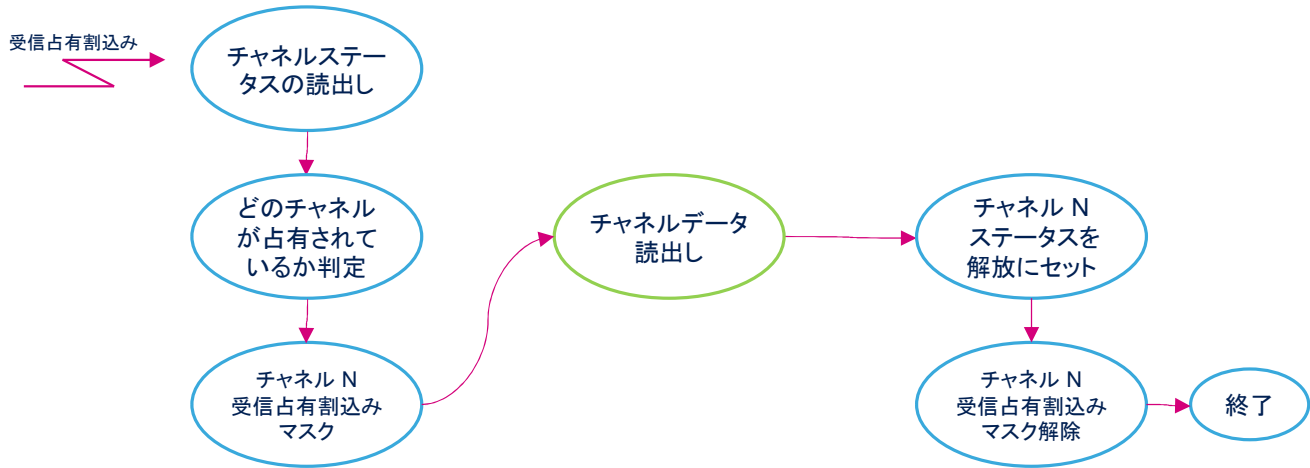 受信占有割込み
チャネルステー
タスの読出し
どのチャネル
が占有されて
いるか判定
チャネル N
受信占有割込み
マスク
チャネルデータ
読出し
チャネル N
ステータスを
解放にセット
チャネル N
受信占有割込み
マスク解除
終了